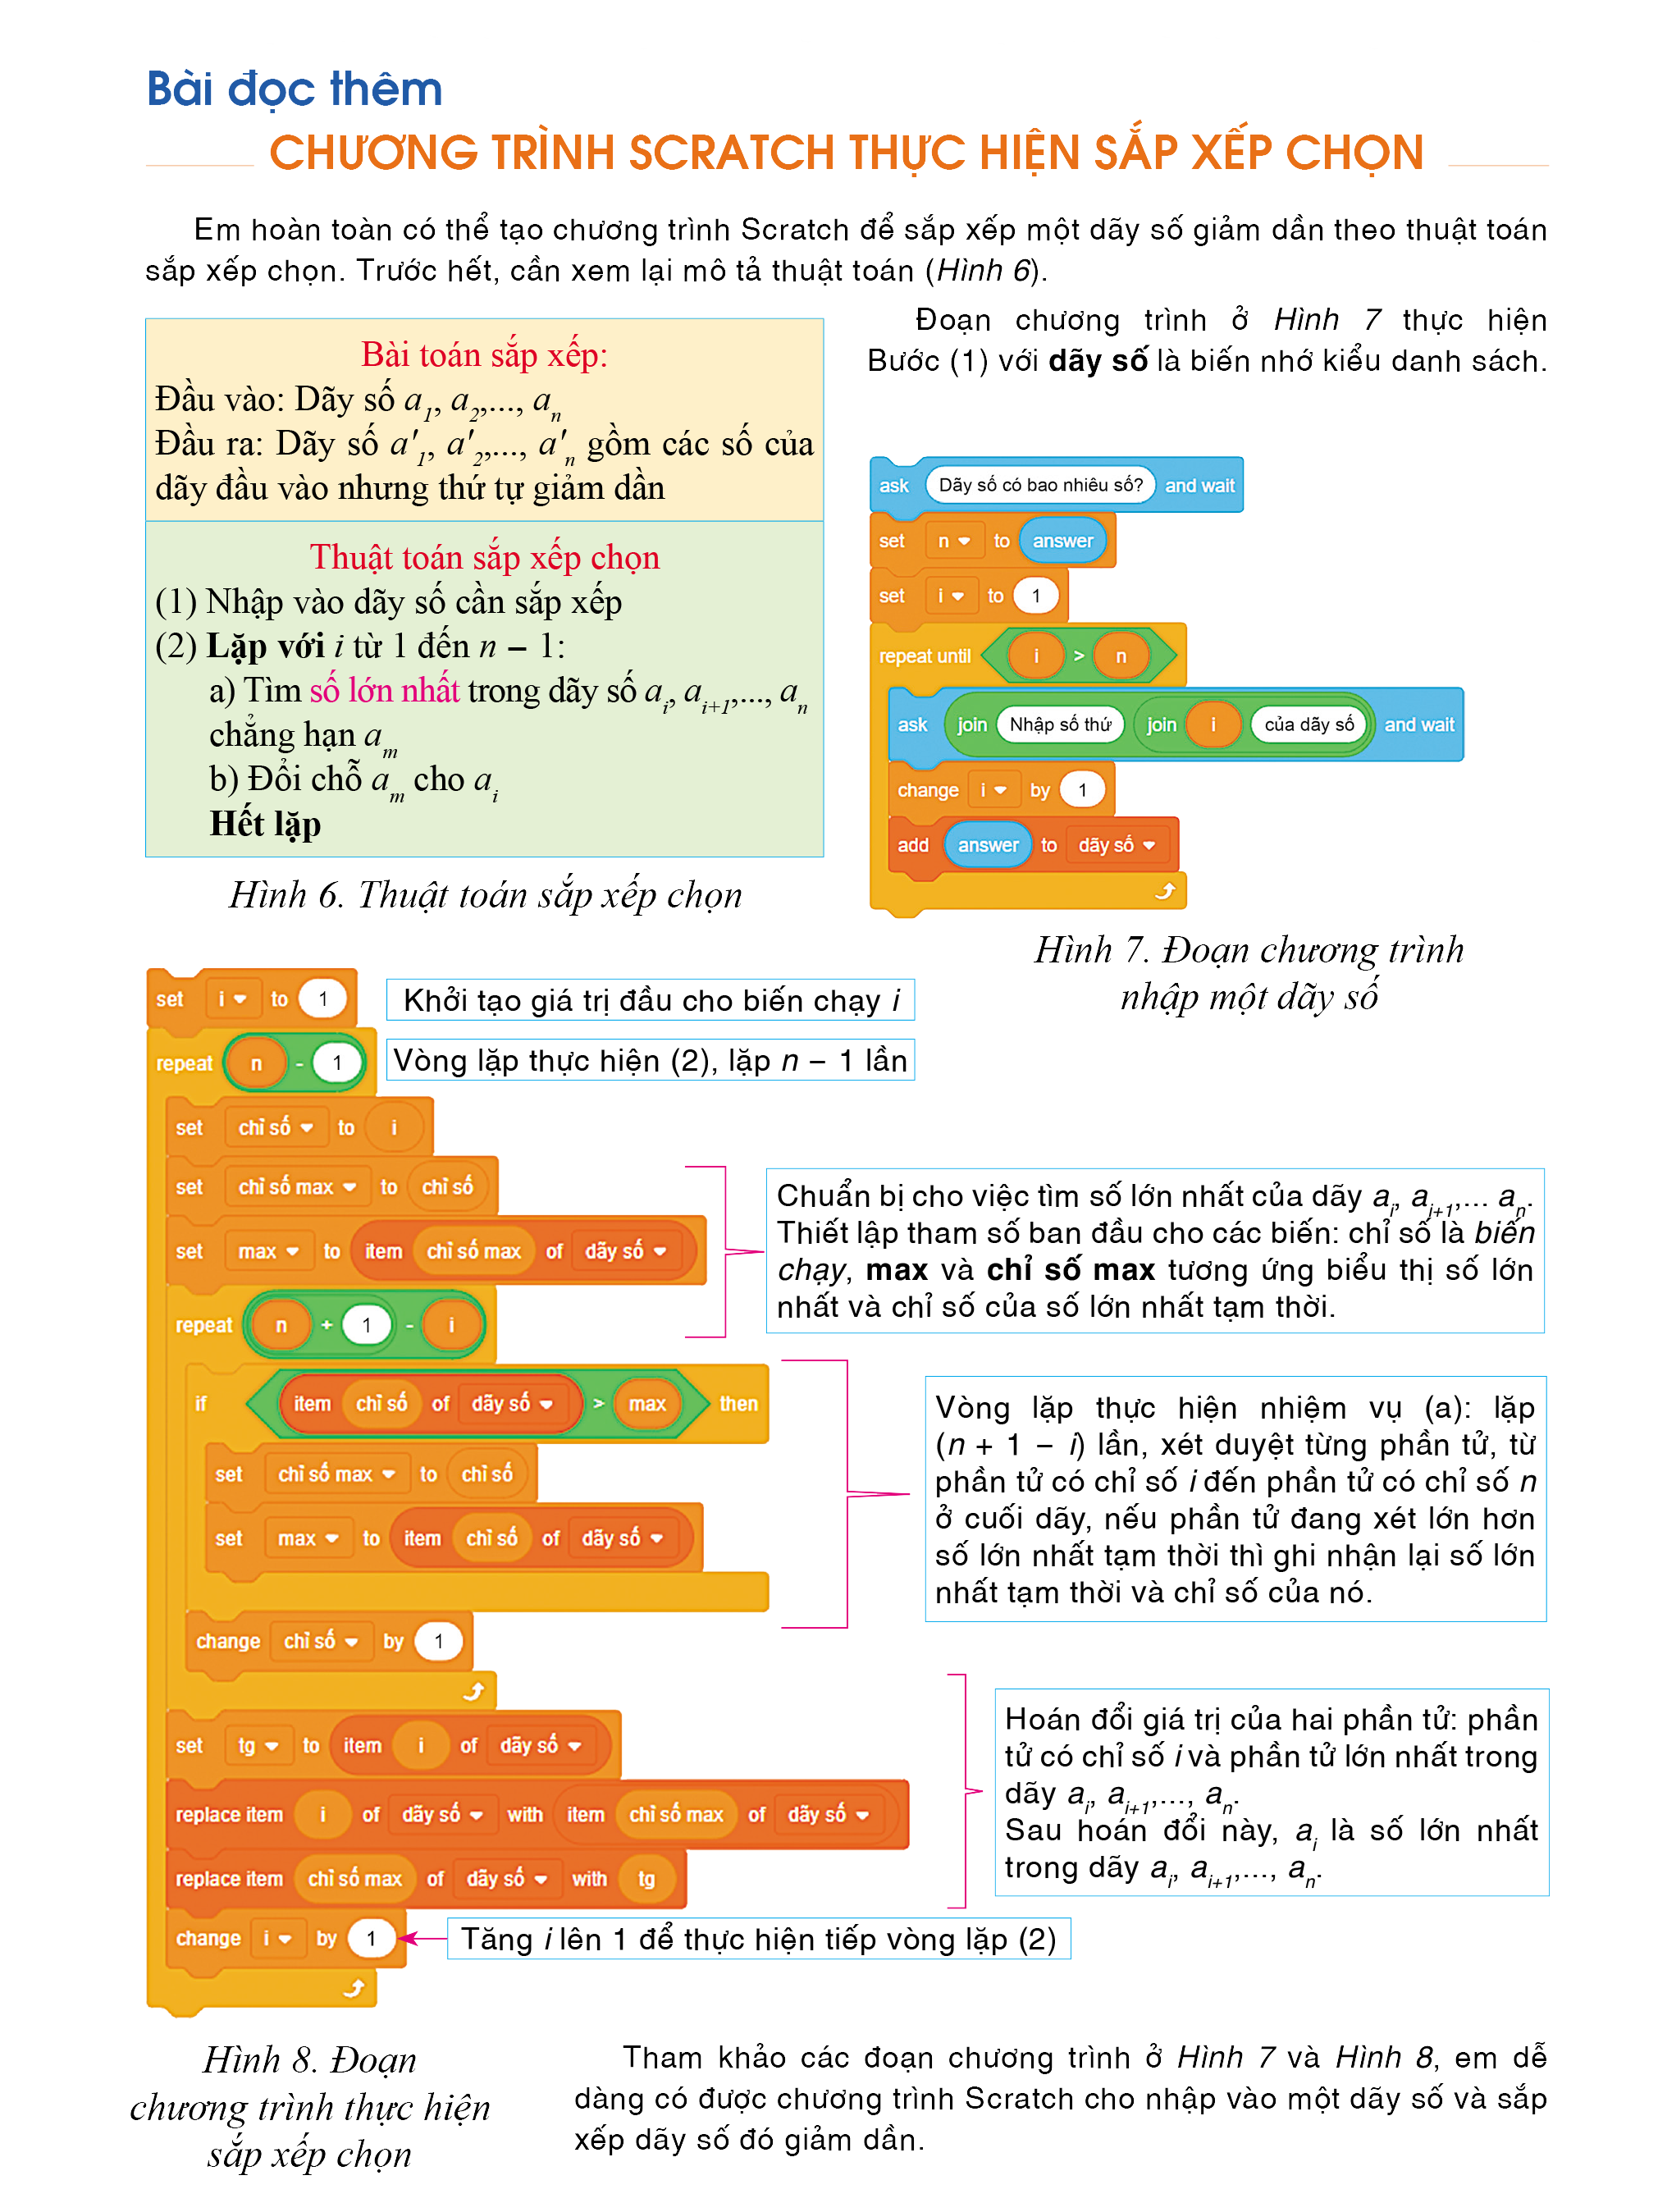 Bài đọc thêm
CHƯƠNG TRÌNH SCRATCH THỰC HIỆN SẮP XẾP CHỌN
Em hoàn toàn có thể tạo chương trình Scratch để sắp xếp một dãy số giảm dần theo thuật toán
sắp xếp chọn. Trước hết, cần xem lại mô tả thuật toán (Hình 6).
Bài toán sắp xếp:
Đầu vào: Dãy số a1, a2,..., an
Đầu ra: Dãy số a'1, a'2,..., a'n gồm các số của
dãy đầu vào nhưng thứ tự giảm dần
Thuật toán sắp xếp chọn
(1) Nhập vào dãy số cần sắp xếp
(2) Lặp với i từ 1 đến n – 1:
a) Tìm số lớn nhất trong dãy số ai, ai+1,..., an
chẳng hạn am
b) Đổi chỗ am cho ai
Hết lặp
Hình 6. Thuật toán sắp xếp chọn
Đoạn chương trình ở Hình 7 thực hiện
Bước (1) với dãy số là biến nhớ kiểu danh sách.
ask Dãy số có bao nhiêu số? and wait
set n to answer
set i to 1
repeat until i > n
ask join Nhập số thứ join i của dãy số and wait
change i by 1
add answer to dãy số
Hình 7. Đoạn chương trình
nhập một dãy số
set i to 1
Khởi tạo giá trị đầu cho biến chạy i
repeat n - 1
Vòng lặp thực hiện (2), lặp n – 1 lần
set chỉ số to i
set chỉ số max to chỉ số
set max to item chỉ số max of dãy số
repeat n + 1 - i
Chuẩn bị cho việc tìm số lớn nhất của dãy ai, ai+1,... an.
Thiết lập tham số ban đầu cho các biến: chỉ số là biến
chạy, max và chỉ số max tương ứng biểu thị số lớn
nhất và chỉ số của số lớn nhất tạm thời.
if item chỉ số of dãy số > max then
set chỉ số max to chỉ số
set max to item chỉ số of dãy số
change chỉ số by 1
Vòng lặp thực hiện nhiệm vụ (a): lặp
(n + 1 – i) lần, xét duyệt từng phần tử, từ
phần tử có chỉ số i đến phần tử có chỉ số n
ở cuối dãy, nếu phần tử đang xét lớn hơn
số lớn nhất tạm thời thì ghi nhận lại số lớn
nhất tạm thời và chỉ số của nó.
set tg to item i of dãy số
replace item i of dãy số with item chỉ số max of dãy số
replace item chỉ số max of dãy số with tg
Hoán đổi giá trị của hai phần tử: phần
tử có chỉ số i và phần tử lớn nhất trong
dãy ai, ai+1,..., an.
Sau hoán đổi này, ai là số lớn nhất
trong dãy ai, ai+1,..., an.
change i by 1
Tăng i lên 1 để thực hiện tiếp vòng lặp (2)
Hình 8. Đoạn
chương trình thực hiện
sắp xếp chọn
Tham khảo các đoạn chương trình ở Hình 7 và Hình 8, em dễ
dàng có được chương trình Scratch cho nhập vào một dãy số và sắp
xếp dãy số đó giảm dần.